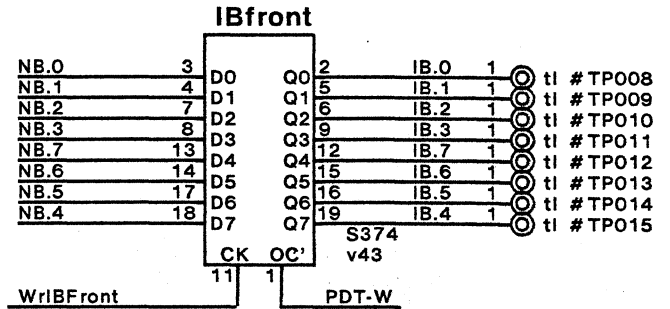 IBfront
NB.0 3 D0 Q0 2 IB.0 1 tl #TP008
NB.1 4 D1 Q1 5 IB.1 1 tl #TP009
NB.2 7 D2 Q2 6 IB.2 1 tl #TP010
NB.3 8 D3 Q3 9 IB.3 1 tl #TP011
NB.7 13 D4 Q4 12 IB.7 1 tl #TP012
NB.6 14 D5 Q5 15 IB.6 1 tl #TP013
NB.5 17 D6 Q6 16 IB.5 1 tl #TP014
NB.4 18 D7 Q7 19 IB.4 1 tl #TP015
S374
CK OC' v43
11 1
WrIBFront PDT-W